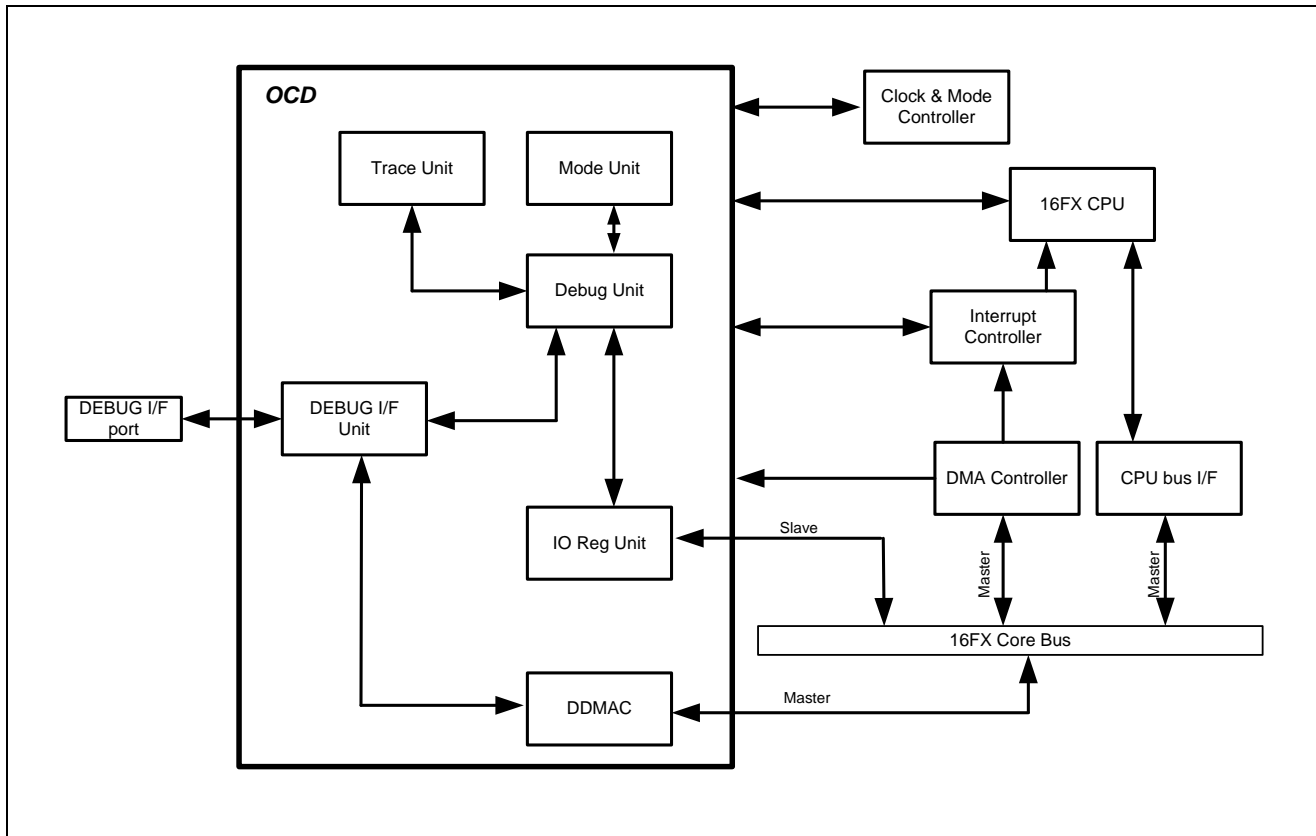 OCD
Clock & Mode
Controller
Trace Unit
Mode Unit
16FX CPU
Debug Unit
Interrupt
Controller
DEBUG I/F
port
DEBUG I/F
Unit
DMA Controller
CPU bus I/F
IO Reg Unit
Slave
Master
Master
16FX Core Bus
DDMAC
Master